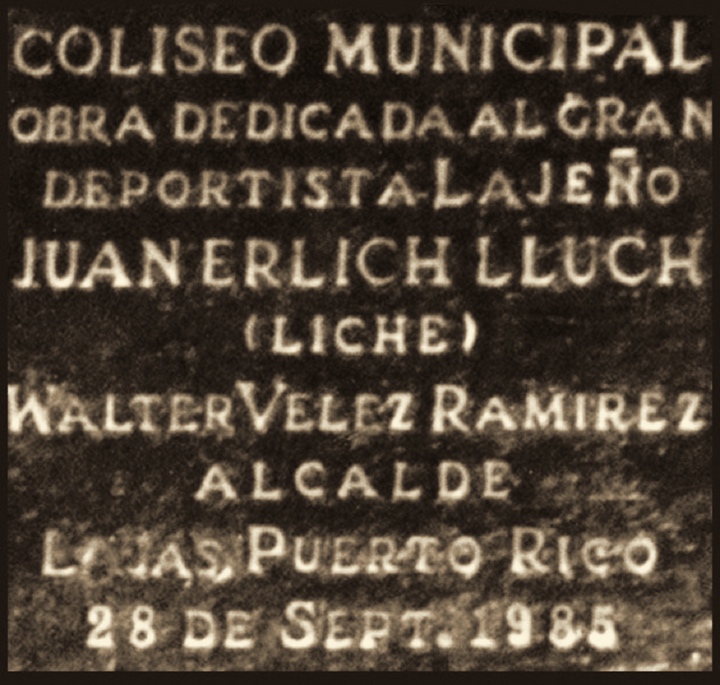 COLISEO MUNICIPAL
OBRA DEDICADA AL GRAN
DEPORTISTA LAJEÑO
JUAN ERLICH LLUCH
(LICHE)
WALTER VELEZ RAMIREZ
ALCALDE
LAJAS, PUERTO RICO
28 DE SEPT. 1985